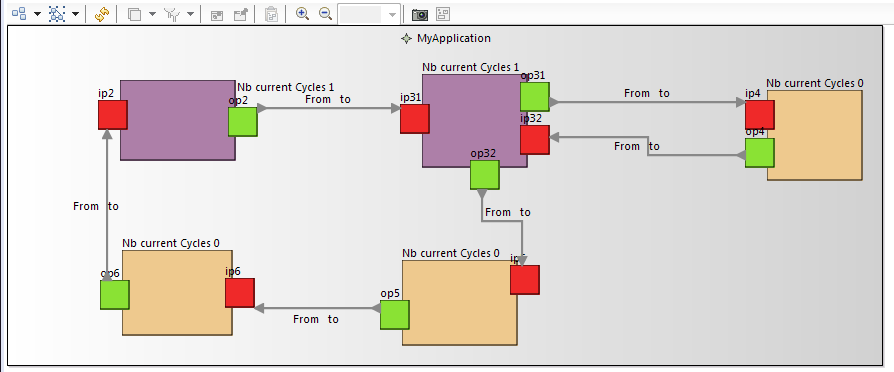 MyApplication
Nb current Cycles 1
Nb current Cycles 1
Nb current Cycles 0
ip2
op2
From to
ip31
op31
ip32
From to
ip4
op4
From to
op32
From to
From to
Nb current Cycles 0
Nb current Cycles 0
op6
ip6
From to
op5